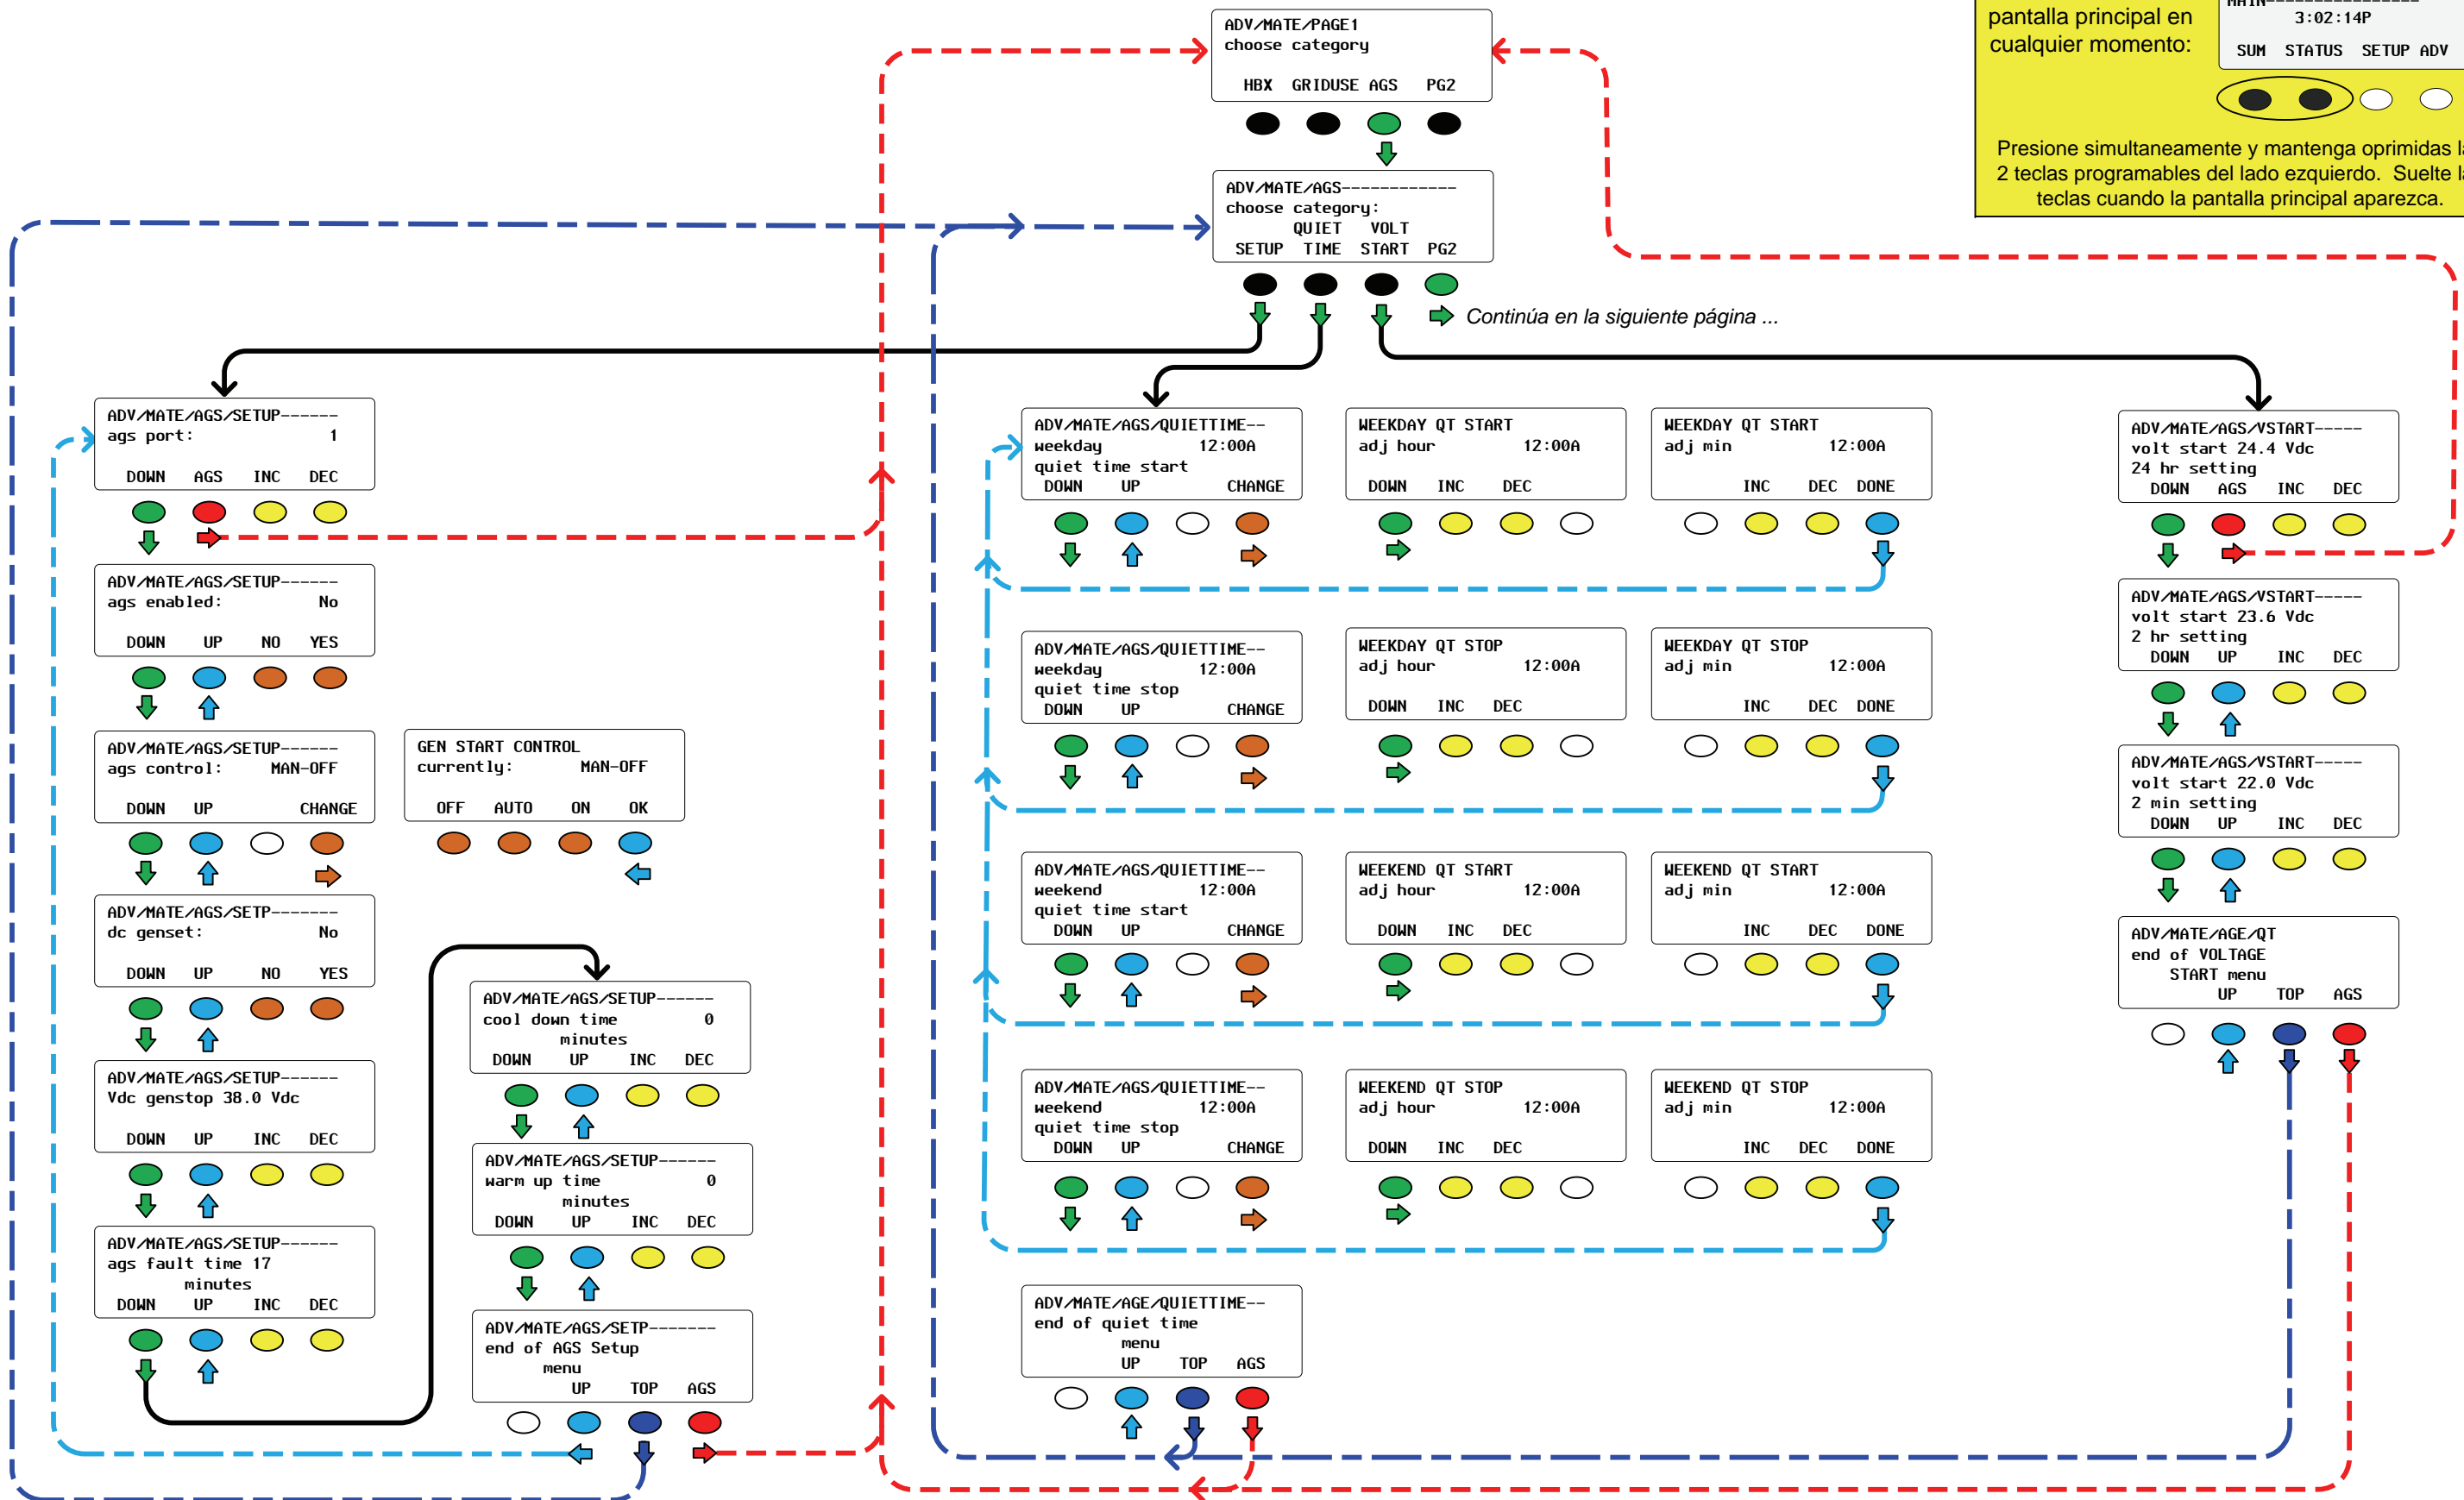 ADV/MATE/PAGE1
choose category
HBX GRIDUSE AGS PG2
pantalla principal en
cualquier momento:
MAIN----------------
3:02:14P
SUM STATUS SETUP ADV
Presione simultaneamente y mantenga oprimidas
2 teclas programables del lado ezquierdo. Suelte
teclas cuando la pantalla principal aparezca.
ADV/MATE/AGS------------
choose category:
QUIET VOLT
SETUP TIME START PG2
Continúa en la siguiente página ...
ADV/MATE/AGS/SETUP------
ags port: 1
DOWN AGS INC DEC
ADV/MATE/AGS/SETUP------
ags enabled: No
DOWN UP NO YES
ADV/MATE/AGS/SETUP------
ags control: MAN-OFF
DOWN UP CHANGE
GEN START CONTROL
currently: MAN-OFF
OFF AUTO ON OK
ADV/MATE/AGS/SETP-------
dc genset: No
DOWN UP NO YES
ADV/MATE/AGS/SETUP------
Vdc genstop 38.0 Vdc
DOWN UP INC DEC
ADV/MATE/AGS/SETUP------
ags fault time 17
minutes
DOWN UP INC DEC
ADV/MATE/AGS/SETUP------
cool down time 0
minutes
DOWN UP INC DEC
ADV/MATE/AGS/SETUP------
warm up time 0
minutes
DOWN UP INC DEC
ADV/MATE/AGS/SETP-------
end of AGS Setup
menu
UP TOP AGS
ADV/MATE/AGS/QUIETTIME--
weekday 12:00A
quiet time start
DOWN UP CHANGE
WEEKDAY QT START
adj hour 12:00A
DOWN INC DEC
WEEKDAY QT START
adj min 12:00A
INC DEC DONE
ADV/MATE/AGS/QUIETTIME--
weekday 12:00A
quiet time stop
DOWN UP CHANGE
WEEKDAY QT STOP
adj hour 12:00A
DOWN INC DEC
WEEKDAY QT STOP
adj min 12:00A
INC DEC DONE
ADV/MATE/AGS/QUIETTIME--
weekend 12:00A
quiet time start
DOWN UP CHANGE
WEEKEND QT START
adj hour 12:00A
DOWN INC DEC
WEEKEND QT START
adj min 12:00A
INC DEC DONE
ADV/MATE/AGS/QUIETTIME--
weekend 12:00A
quiet time stop
DOWN UP CHANGE
WEEKEND QT STOP
adj hour 12:00A
DOWN INC DEC
WEEKEND QT STOP
adj min 12:00A
INC DEC DONE
ADV/MATE/AGE/QUIETTIME--
end of quiet time
menu
UP TOP AGS
ADV/MATE/AGS/VSTART-----
volt start 24.4 Vdc
24 hr setting
DOWN AGS INC DEC
ADV/MATE/AGS/VSTART-----
volt start 23.6 Vdc
2 hr setting
DOWN UP INC DEC
ADV/MATE/AGS/VSTART-----
volt start 22.0 Vdc
2 min setting
DOWN UP INC DEC
ADV/MATE/AGE/QT
end of VOLTAGE
START menu
UP TOP AGS